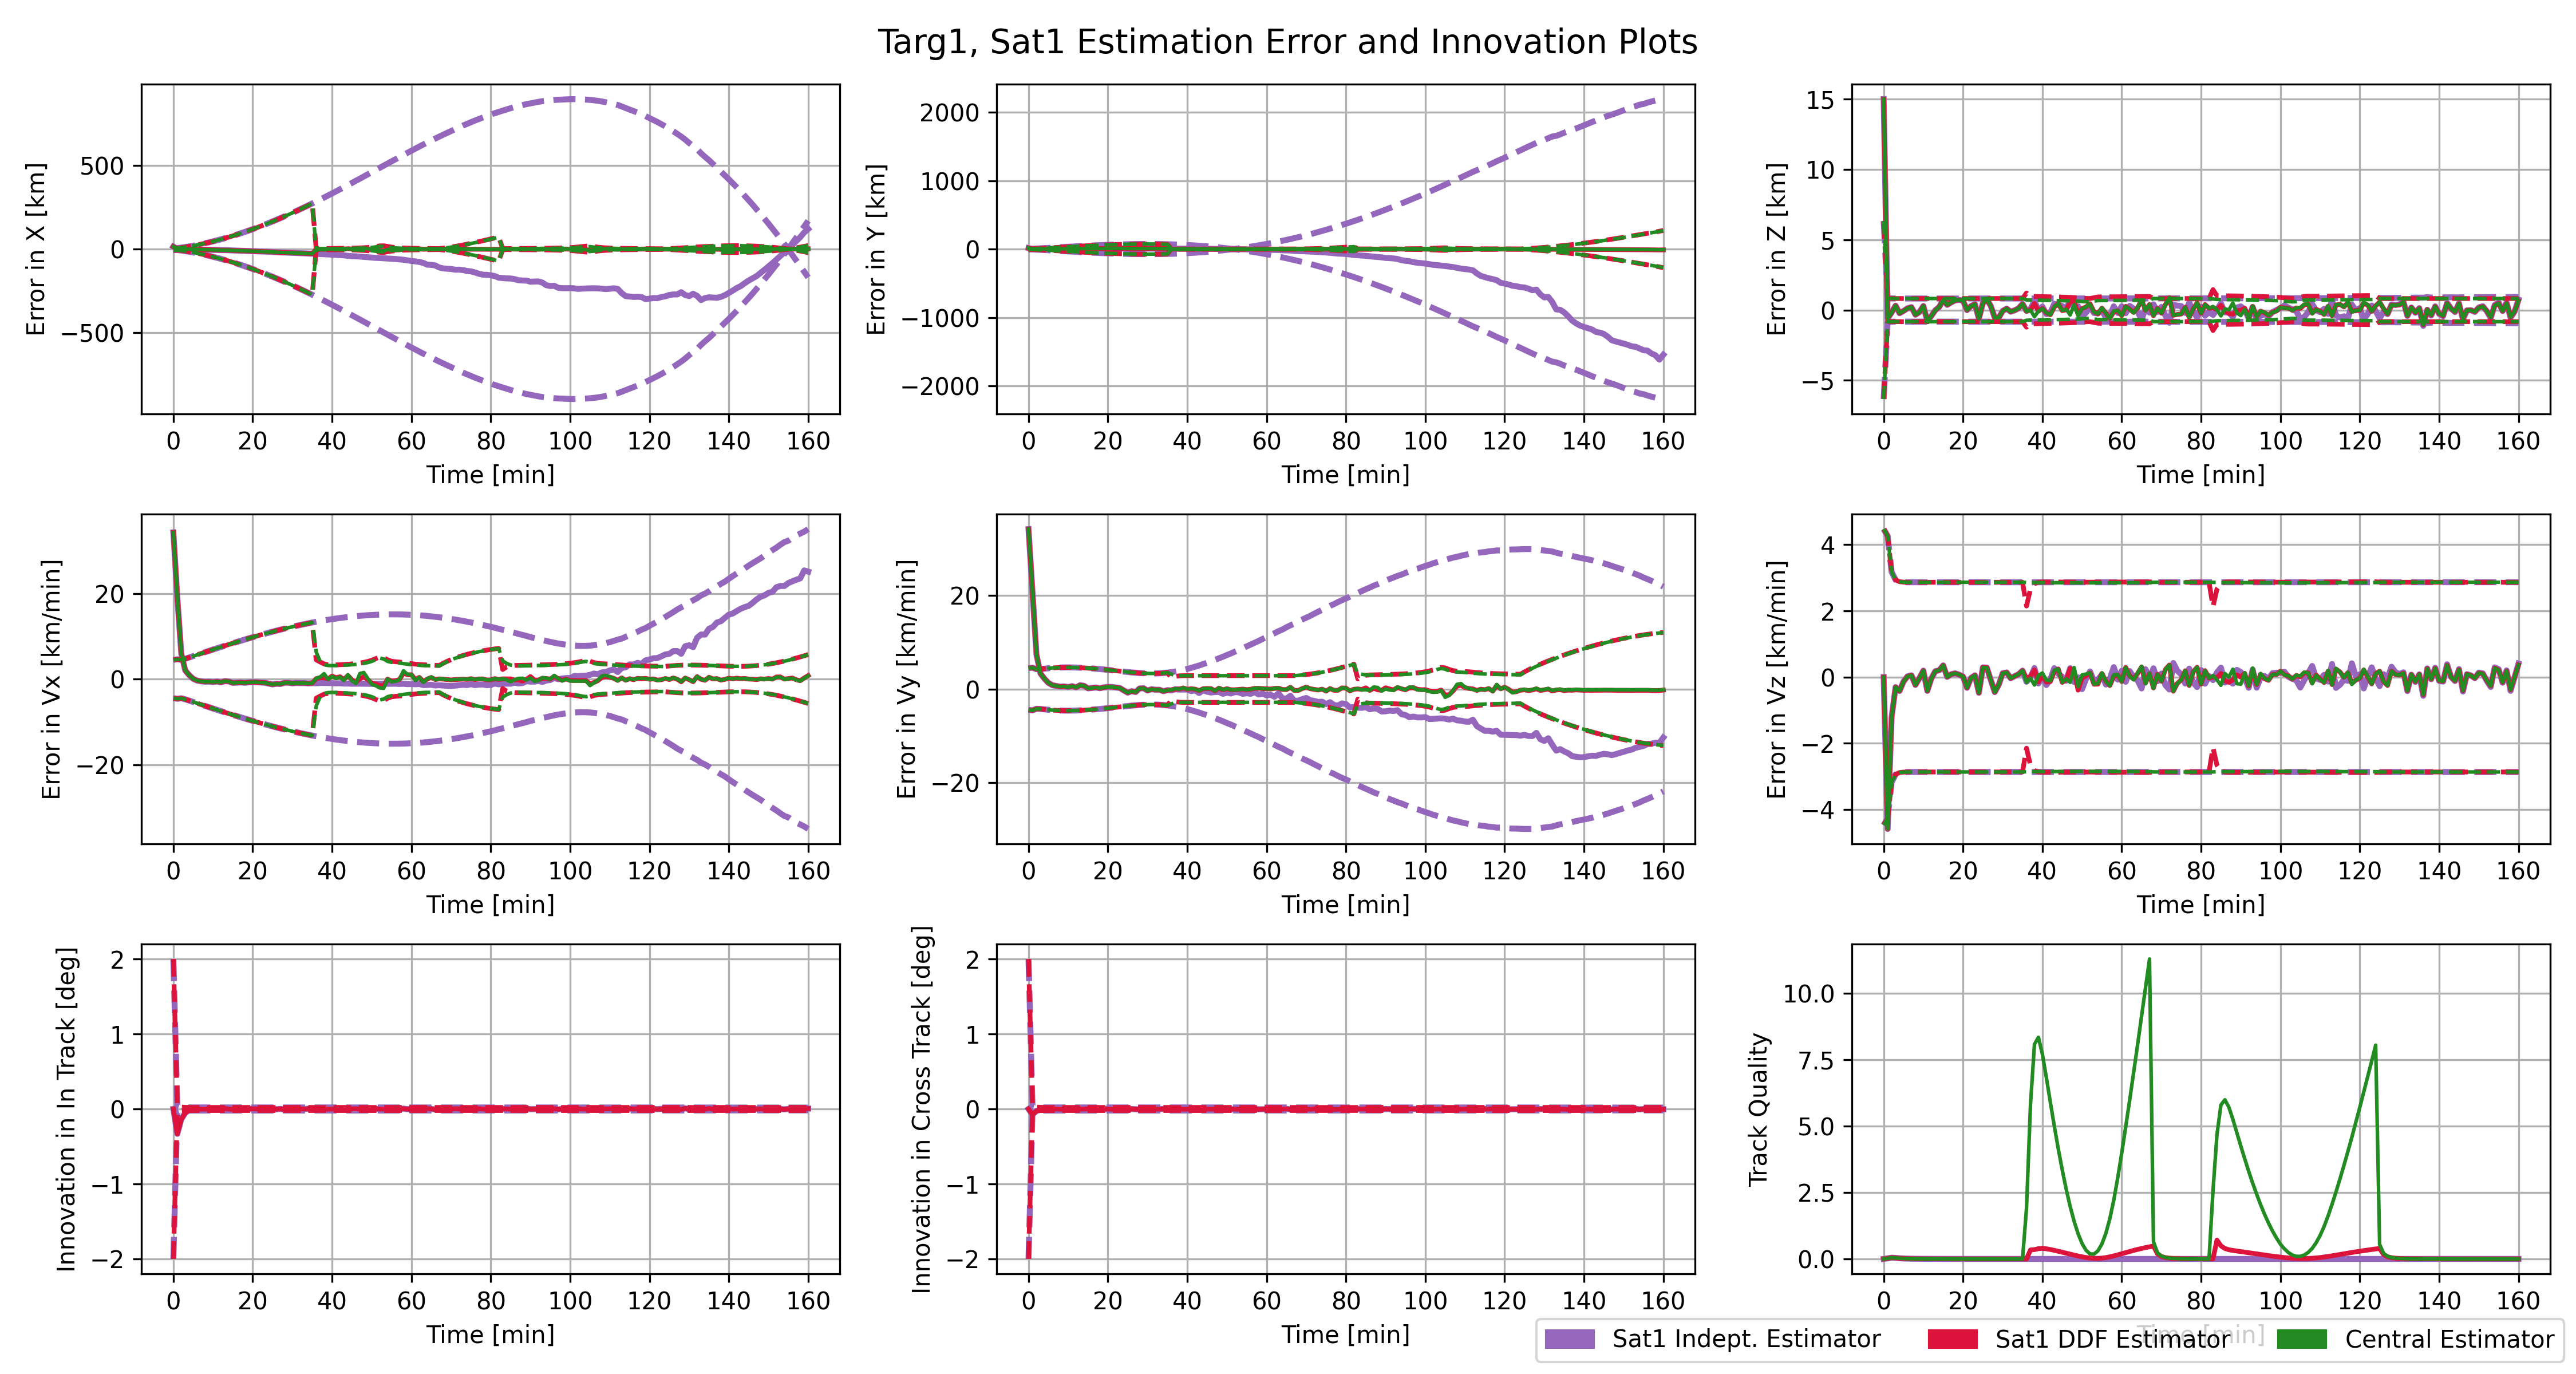 Targ1, Sat1 Estimation Error and Innovation Plots
Error in X [km]
500
0
−500
0 20 40 60 80 100 120 140 160
Time [min]
Error in Y [km]
2000
1000
0
−1000
−2000
0 20 40 60 80 100 120 140 160
Time [min]
Error in Z [km]
15
10
5
0
−5
0 20 40 60 80 100 120 140 160
Time [min]
Error in Vx [km/min]
20
0
−20
0 20 40 60 80 100 120 140 160
Time [min]
Error in Vy [km/min]
20
0
−20
0 20 40 60 80 100 120 140 160
Time [min]
Error in Vz [km/min]
4
2
0
−2
−4
0 20 40 60 80 100 120 140 160
Time [min]
Innovation in In Track [deg]
2
1
0
−1
−2
0 20 40 60 80 100 120 140 160
Time [min]
Innovation in Cross Track [deg]
2
1
0
−1
−2
0 20 40 60 80 100 120 140 160
Time [min]
Track Quality
10.0
7.5
5.0
2.5
0.0
0 20 40 60 80 100 120 140 160
Time [min]
Sat1 Indept. Estimator Sat1 DDF Estimator Central Estimator